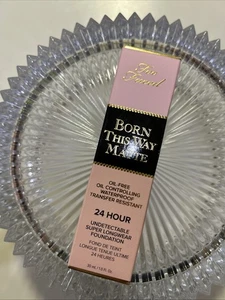 Too Faced
BORN
THIS WAY
MATTE
OIL-FREE
OIL CONTROLLING
WATERPROOF
TRANSFER RESISTANT
24 HOUR
UNDETECTABLE
SUPER LONGWEAR
FOUNDATION
FOND DE TEINT
LONGUE TENUE ULTIME
24 HEURES